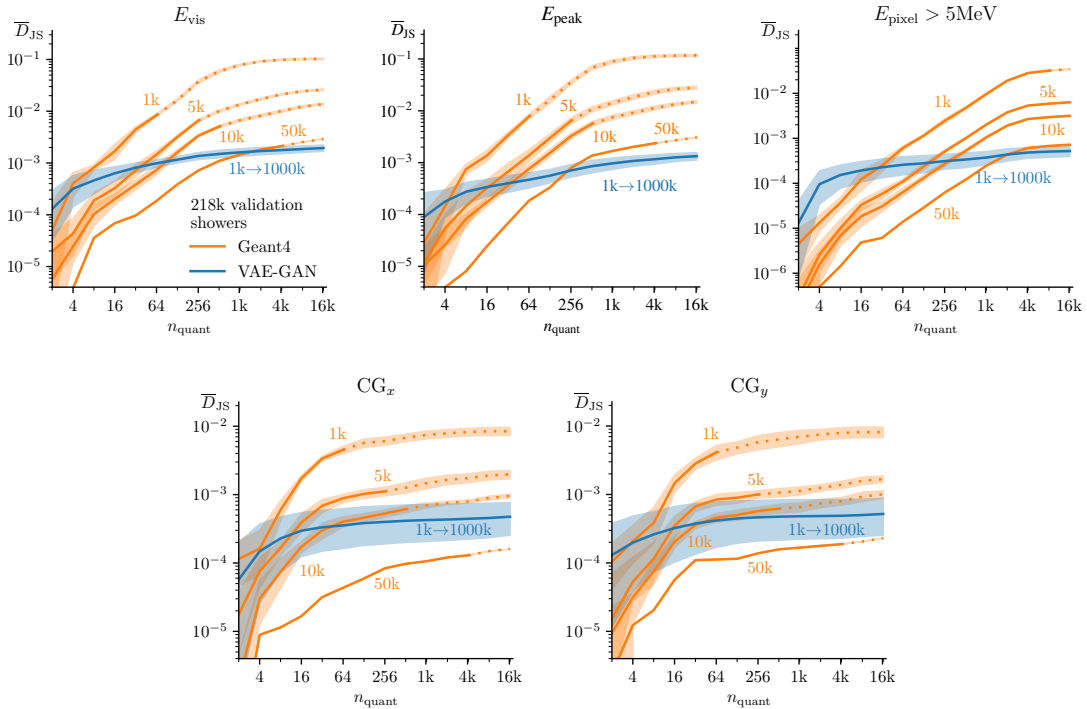 E_vis
D̅_JS
10⁻¹
10⁻²
10⁻³
10⁻⁴
10⁻⁵
1k
5k
10k
50k
1k→1000k
218k validation
showers
Geant4
VAE-GAN
4 16 64 256 1k 4k 16k
n_quant
E_peak
D̅_JS
10⁻¹
10⁻²
10⁻³
10⁻⁴
10⁻⁵
1k
5k
10k
50k
1k→1000k
4 16 64 256 1k 4k 16k
n_quant
E_pixel > 5MeV
D̅_JS
10⁻¹
10⁻²
10⁻³
10⁻⁴
10⁻⁵
10⁻⁶
1k
5k
10k
1k→1000k
50k
4 16 64 256 1k 4k 16k
n_quant
CG_x
D̅_JS
10⁻²
10⁻³
10⁻⁴
10⁻⁵
1k
5k
1k→1000k
10k
50k
4 16 64 256 1k 4k 16k
n_quant
CG_y
D̅_JS
10⁻²
10⁻³
10⁻⁴
10⁻⁵
1k
5k
1k→1000k
10k
50k
4 16 64 256 1k 4k 16k
n_quant